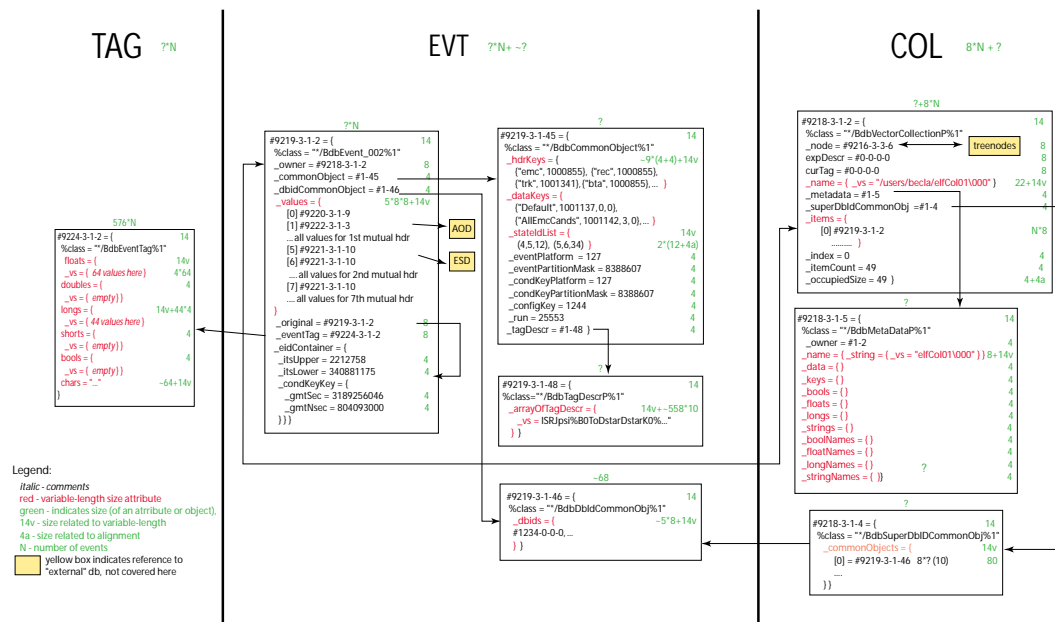 TAG ?*N
576*N
#9224-3-1-2 = { 14
%class = "*/BdbEventTag%1"
floats = { 14v
_vs = { 64 values here } } 4*64
doubles = { 4
_vs = { empty } }
longs = { 14v+44*4
_vs = { 44 values here }
shorts = { 4
_vs = { empty } }
bools = { 4
_vs = { empty } }
chars = "..." ~64+14v
}
Legend:
italic - comments
red - variable-length size attribute
green - indicates size (of an attribute or object),
14v - size related to variable-length
4a - size related to alignment
N - number of events
yellow box indicates reference to
"external" db, not covered here
EVT ?*N+ ~?
?*N
#9219-3-1-2 = { 14
%class = "*/BdbEvent_002%1"
_owner = #9218-3-1-2 8
_commonObject = #1-45 4
_dbidCommonObject = #1-46 4
_values = { 5*8*8+14v
[0] #9220-3-1-9
[1] #9222-3-1-3
... all values for 1st mutual hdr
[5] #9221-3-1-10
[6] #9221-3-1-10
.... all values for 2nd mutual hdr
[7] #9221-3-1-10
.... all values for 7th mutual hdr
}
_original = #9219-3-1-2 8
_eventTag = #9224-3-1-2 8
_eidContainer = {
_itsUpper = 2212758 4
_itsLower = 340881175 4
_condKeyKey = {
_gmtSec = 3189256046 4
_gmtNsec = 804093000 4
} } }
AOD
ESD
?
#9219-3-1-45 = { 14
%class = "*/BdbCommonObject%1"
_hdrKeys = { ~9*(4+4)+14v
{"emc", 1000855}, {"rec", 1000855},
{"trk", 1001341}, {"bta", 1000855},... }
_dataKeys = {
{"Default", 1001137, 0, 0},
{"AllEmcCands", 1001142, 3, 0},... }
_stateIdList = { 14v
(4,5,12), (5,6,34) } 2*(12+4a)
_eventPlatform = 127 4
_eventPartitionMask = 8388607 4
_condKeyPlatform = 127 4
_condKeyPartitionMask = 8388607 4
_configKey = 1244 4
_run = 25553 4
_tagDescr = #1-48 } 4
?
#9219-3-1-48 = { 14
%class="*/BdbTagDescrP%1"
_arrayOfTagDescr = { 14v+~558*10
_vs = ISRJpsi%B0ToDstarDstarK0%..."
} }
~68
#9219-3-1-46 = { 14
%class = "*/BdbDbIdCommonObj%1"
_dbids = { ~5*8+14v
#1234-0-0-0, ...
} }
COL 8*N + ?
?+8*N
#9218-3-1-2 = { 14
%class = "*/BdbVectorCollectionP%1"
_node = #9216-3-3-6 8
treenodes
expDescr = #0-0-0-0 8
curTag = #0-0-0-0 8
_name = { _vs = "/users/becla/elfCol01\000" } 22+14v
_metadata = #1-5 4
_superDbIdCommonObj =#1-4 4
_items = {
[0] #9219-3-1-2 N*8
.......... }
_index = 0 4
_itemCount = 49 4
_occupiedSize = 49 } 4+4a
?
#9218-3-1-5 = { 14
%class = "*/BdbMetaDataP%1"
_owner = #1-2 4
_name = { _string = { _vs = "elfCol01\000" } } 8+14v
_data = { } 4
_keys = { } 4
_bools = { } 4
_floats = { } 4
_longs = { } 4
_strings = { } 4
_boolNames = { } 4
_floatNames = { } 4
_longNames = { } 4
?
_stringNames = { }} 4
?
#9218-3-1-4 = { 14
%class = "*/BdbSuperDbIDCommonObj%1"
_commonObjects = { 14v
[0] = #9219-3-1-46 8*? (10) 80
....
} }